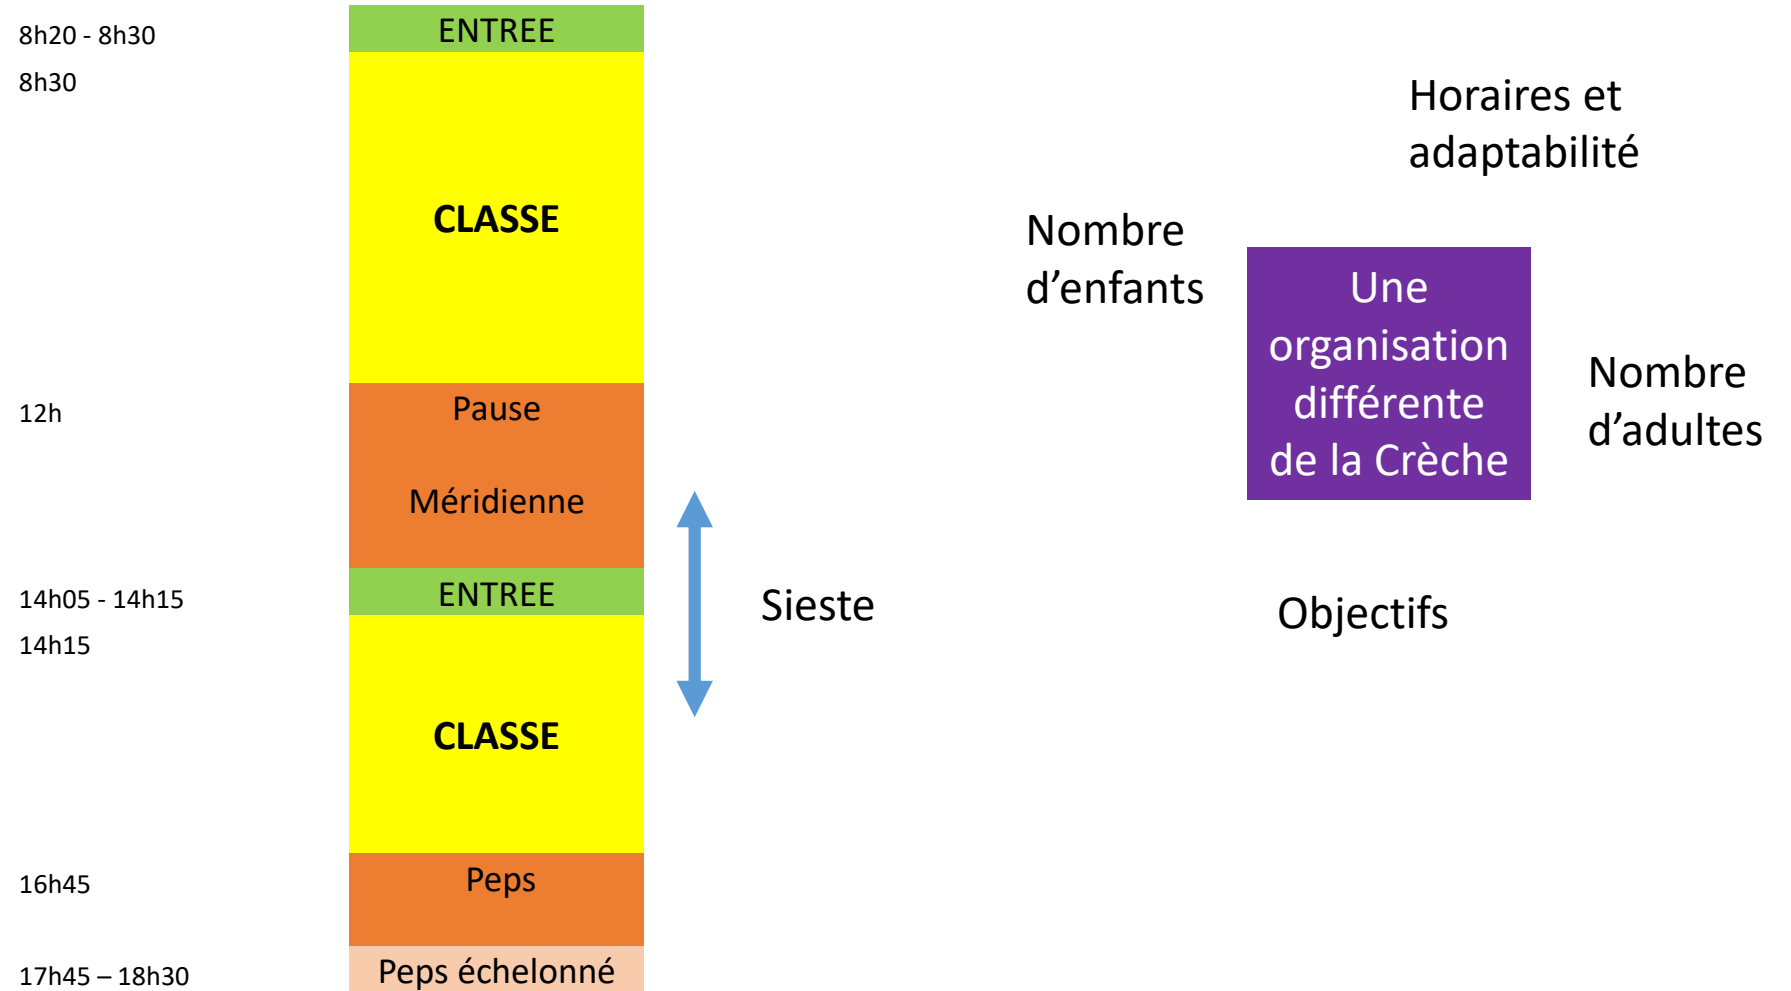 8h20 - 8h30
ENTREE
8h30
CLASSE
12h
Pause
Méridienne
14h05 - 14h15
ENTREE
14h15
CLASSE
16h45
Peps
17h45 – 18h30
Peps échelonné
Sieste
Horaires et
adaptabilité
Nombre
d’enfants
Une
organisation
différente
de la Crèche
Nombre
d’adultes
Objectifs